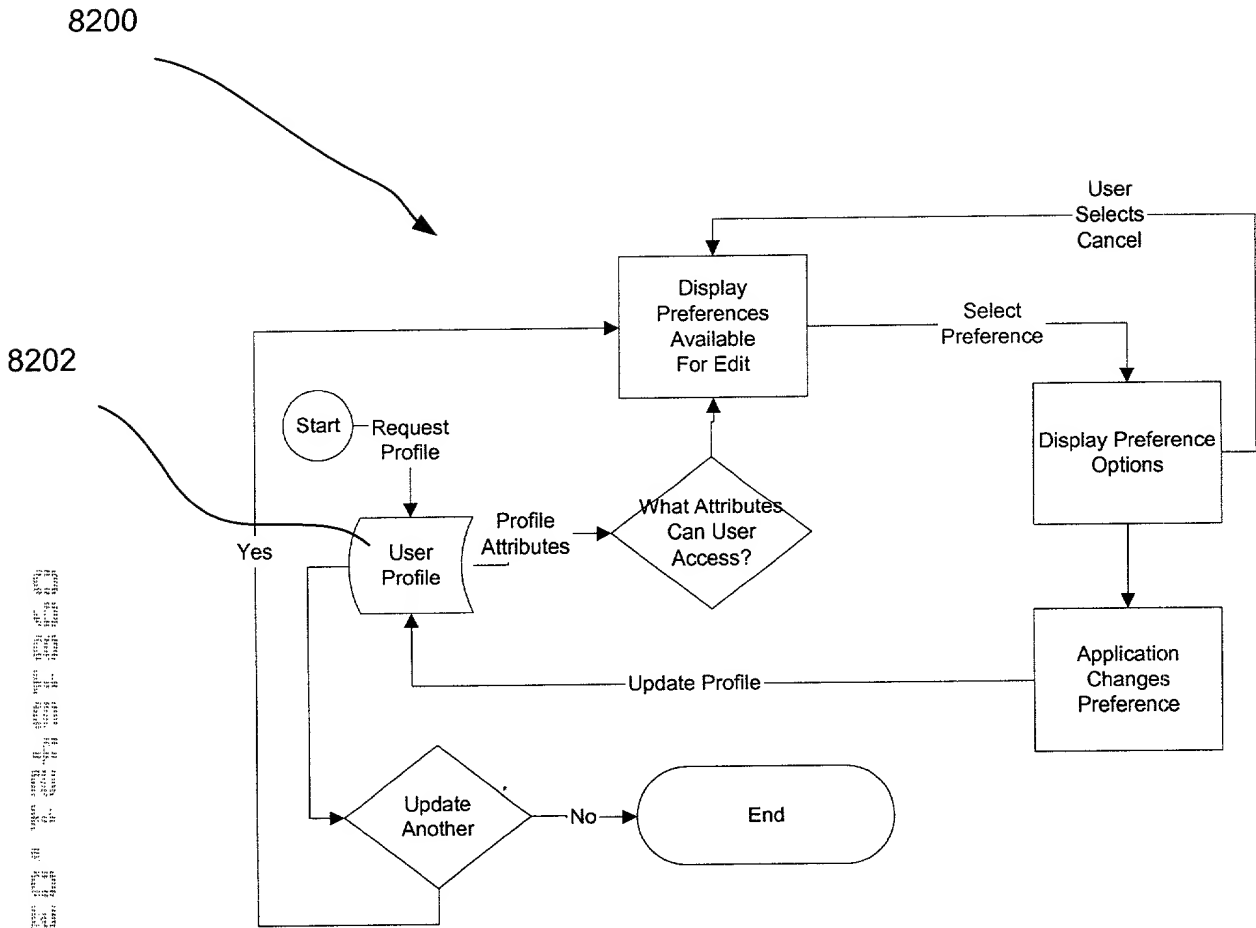 8200
User
Selects
Cancel
Display
Preferences
Available
For Edit
Select
Preference
8202
Start
Request
Profile
Display Preference
Options
What Attributes
Can User
Access?
Profile
Attributes
User
Profile
Yes
Application
Changes
Preference
Update Profile
Update
Another
No
End